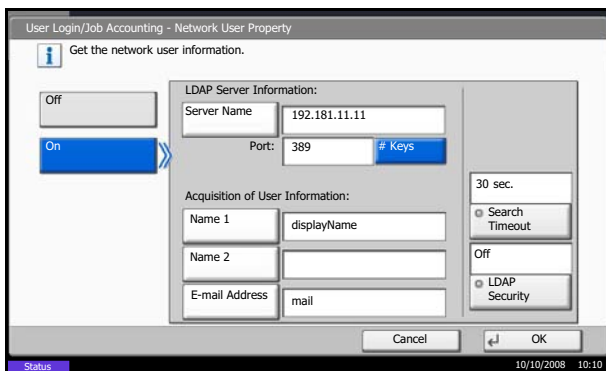 User Login/Job Accounting - Network User Property
Get the network user information.
Off
On
LDAP Server Information:
Server Name
192.181.11.11
Port:
389
# Keys
Acquisition of User Information:
Name 1
displayName
Name 2
E-mail Address
mail
30 sec.
Search
Timeout
Off
LDAP
Security
Cancel
OK
Status
10/10/2008 10:10